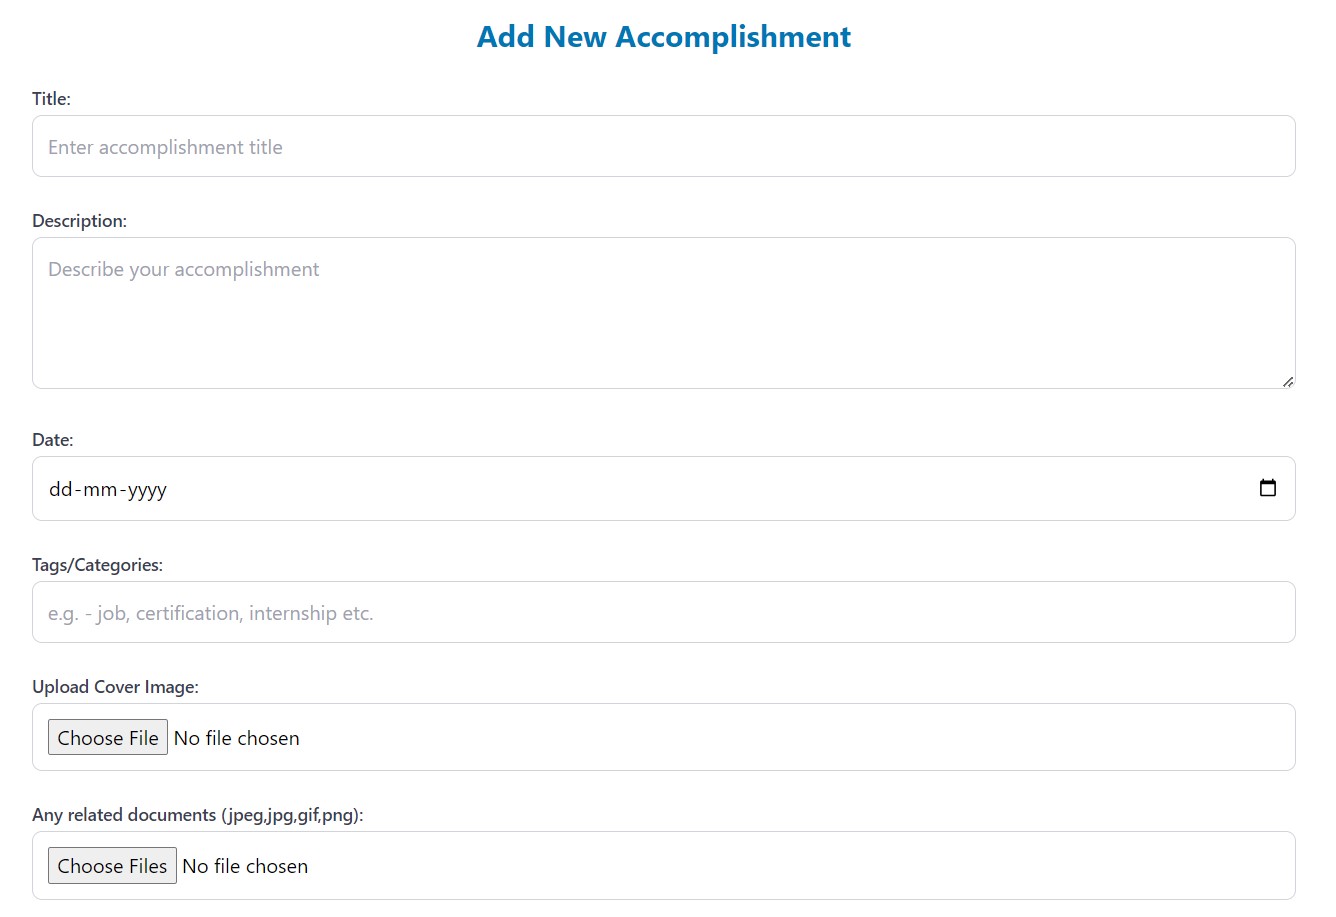 Add New Accomplishment
Title:
Enter accomplishment title
Description:
Describe your accomplishment
Date:
dd-mm-yyyy
Tags/Categories:
e.g. - job, certification, internship etc.
Upload Cover Image:
Choose File No file chosen
Any related documents (jpeg,jpg,gif,png):
Choose Files No file chosen